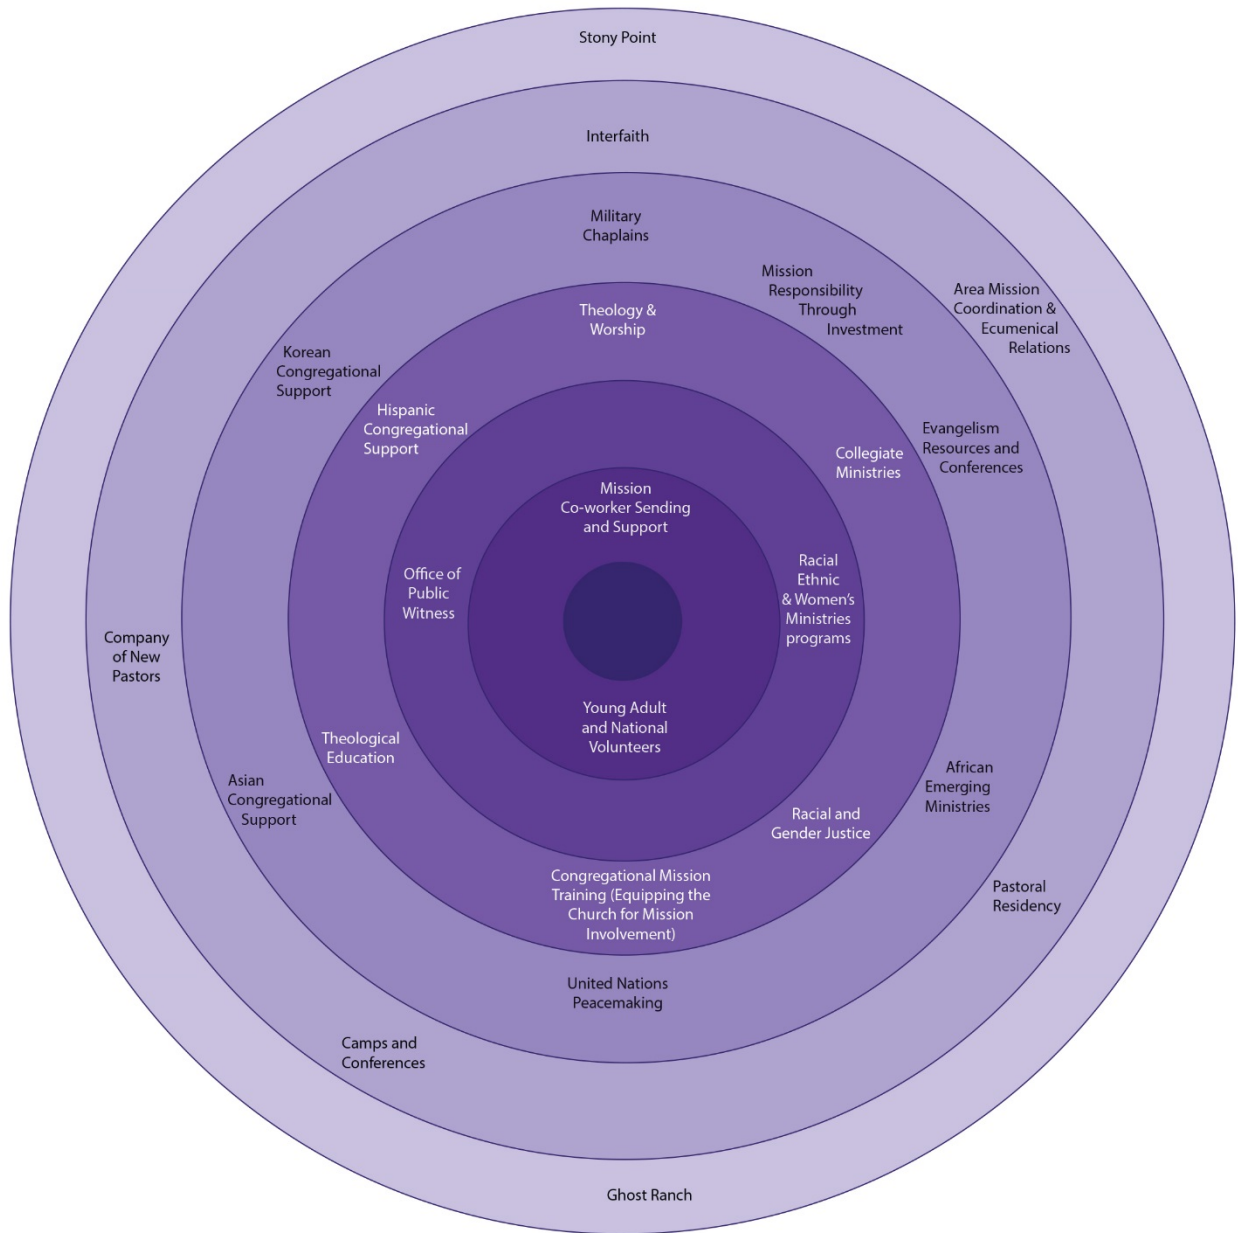 Stony Point
Interfaith
Military
Chaplains
Mission
Responsibility
Through
Investment
Area Mission
Coordination &
Ecumenical
Relations
Theology &
Worship
Korean
Congregational
Support
Hispanic
Congregational
Support
Collegiate
Ministries
Evangelism
Resources and
Conferences
Mission
Co-worker Sending
and Support
Office of
Public
Witness
Racial
Ethnic
& Women's
Ministries
programs
Company
of New
Pastors
Young Adult
and National
Volunteers
Theological
Education
Asian
Congregational
Support
African
Emerging
Ministries
Racial and
Gender Justice
Congregational Mission
Training (Equipping the
Church for Mission
Involvement)
Pastoral
Residency
United Nations
Peacemaking
Camps and
Conferences
Ghost Ranch